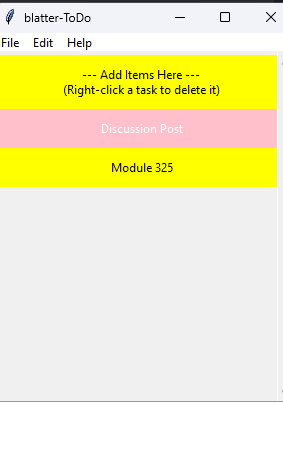 blatter-ToDo
File Edit Help
--- Add Items Here ---
(Right-click a task to delete it)
Discussion Post
Module 325